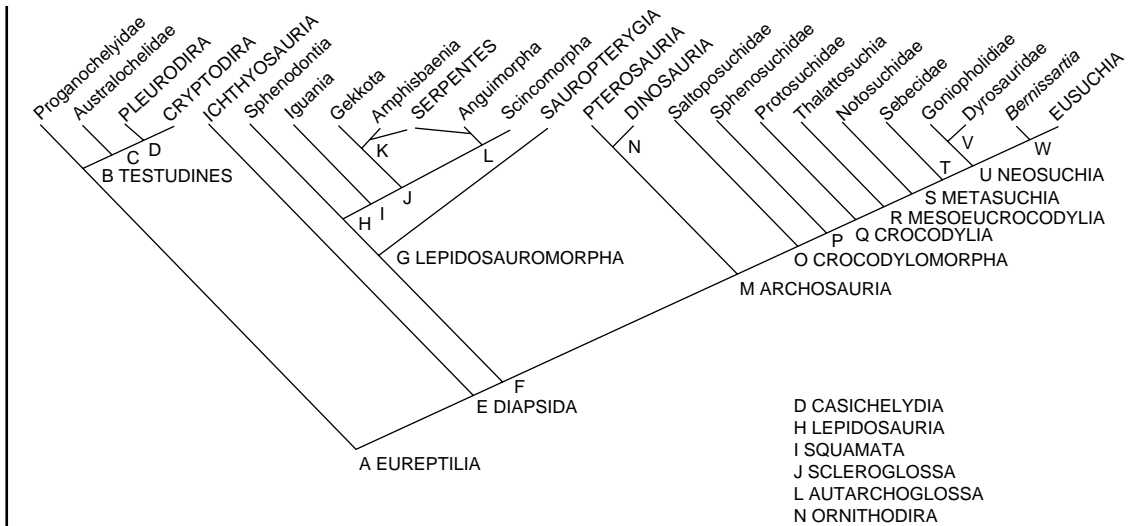 Proganochelyidae
Australochelidae
PLEURODIRA
CRYPTODIRA
ICHTHYOSAURIA
Sphenodontia
Iguania
Gekkota
Amphisbaenia
SERPENTES
Anguimorpha
Scincomorpha
SAUROPTERYGIA
PTEROSAURIA
DINOSAURIA
Saltoposuchidae
Sphenosuchidae
Protosuchidae
Thalattosuchia
Notosuchidae
Sebecidae
Goniopholidiae
Dyrosauridae
Bernissartia
EUSUCHIA
C
D
B TESTUDINES
K
L
J
I
H
G LEPIDOSAUROMORPHA
N
V
W
T
U NEOSUCHIA
S METASUCHIA
R MESOEUCROCODYLIA
Q CROCODYLIA
P
O CROCODYLOMORPHA
M ARCHOSAURIA
F
E DIAPSIDA
A EUREPTILIA
D CASICHELYDIA
H LEPIDOSAURIA
I SQUAMATA
J SCLEROGLOSSA
L AUTARCHOGLOSSA
N ORNITHODIRA